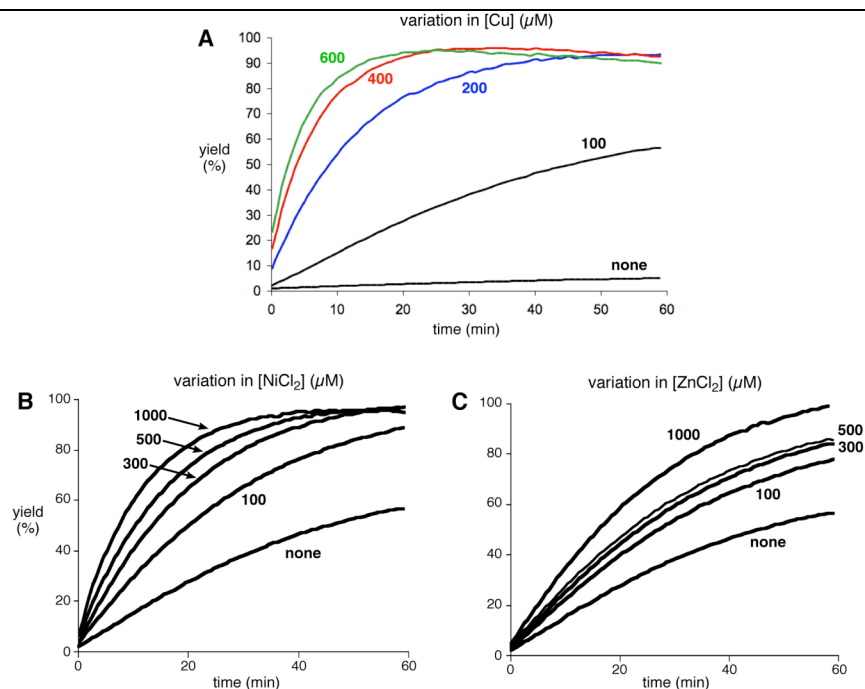 variation in [Cu] (µM)
A
100
90
80
70
60
50
40
30
20
10
0
yield
(%)
600
400
200
100
none
0 10 20 30 40 50 60
time (min)
B
variation in [NiCl₂] (µM)
100
80
60
40
20
0
yield
(%)
1000
500
300
100
none
0 20 40 60
time (min)
C
variation in [ZnCl₂] (µM)
100
80
60
40
20
0
1000
500
300
100
none
0 20 40 60
time (min)